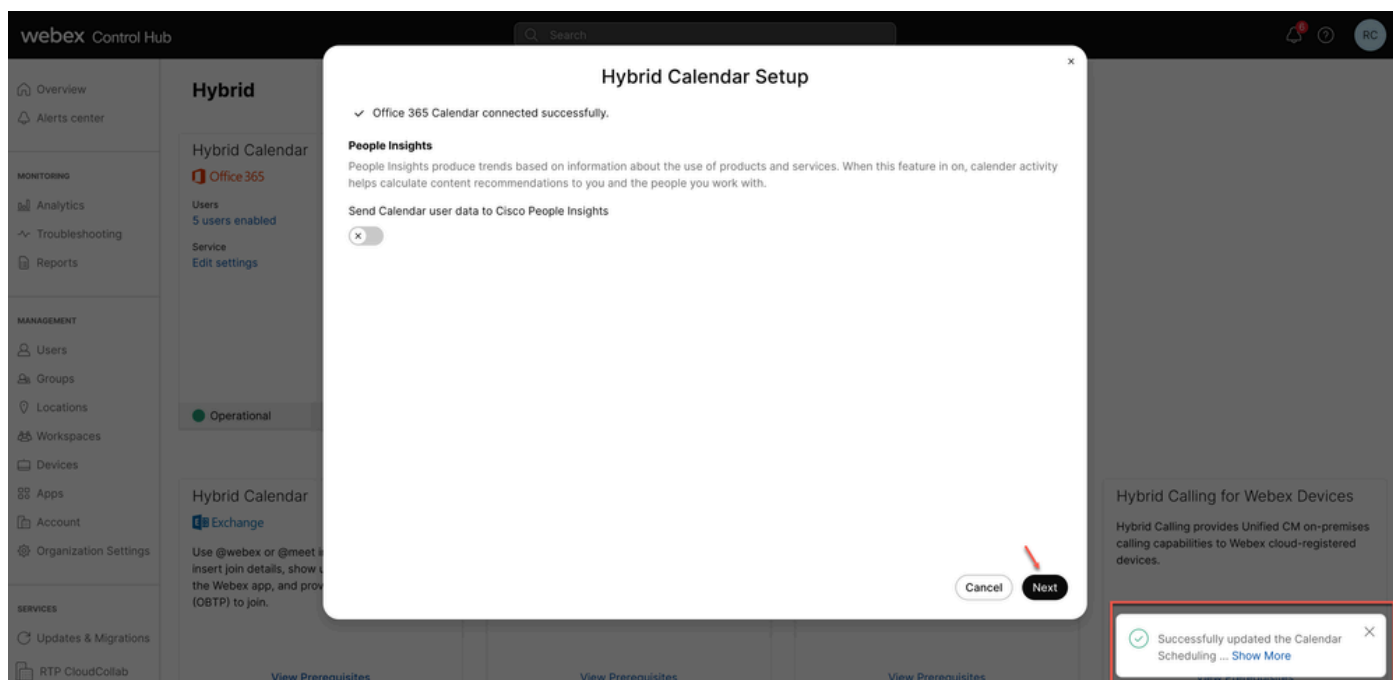 webex Control Hub
Search
6
RC
Overview
Alerts center
MONITORING
Analytics
Troubleshooting
Reports
MANAGEMENT
Users
Groups
Locations
Workspaces
Devices
Apps
Account
Organization Settings
SERVICES
Updates & Migrations
RTP CloudCollab
Hybrid
Hybrid Calendar
Office 365
Users
5 users enabled
Service
Edit settings
Operational
Hybrid Calendar
Exchange
Use @webex or @meet i
insert join details, show u
the Webex app, and prov
(OBTP) to join.
View Prerequisites
View Prerequisites
View Prerequisites
Hybrid Calendar Setup
Office 365 Calendar connected successfully.
People Insights
People Insights produce trends based on information about the use of products and services. When this feature in on, calender activity
helps calculate content recommendations to you and the people you work with.
Send Calendar user data to Cisco People Insights
Cancel
Next
Hybrid Calling for Webex Devices
Hybrid Calling provides Unified CM on-premises
calling capabilities to Webex cloud-registered
devices.
Successfully updated the Calendar
Scheduling ... Show More